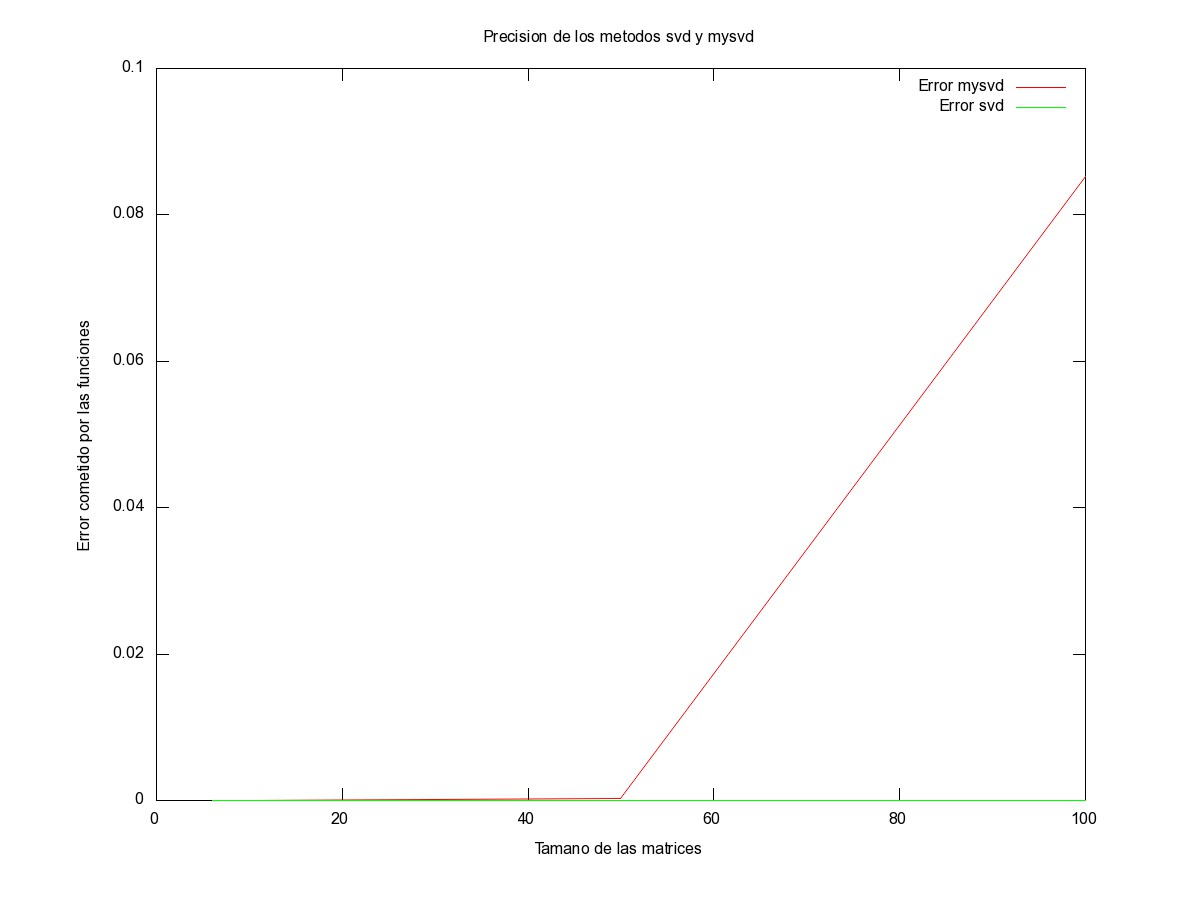 Precision de los metodos svd y mysvd
0.1
Error mysvd
Error svd
0.08
0.06
Error cometido por las funciones
0.04
0.02
0
0 20 40 60 80 100
Tamano de las matrices